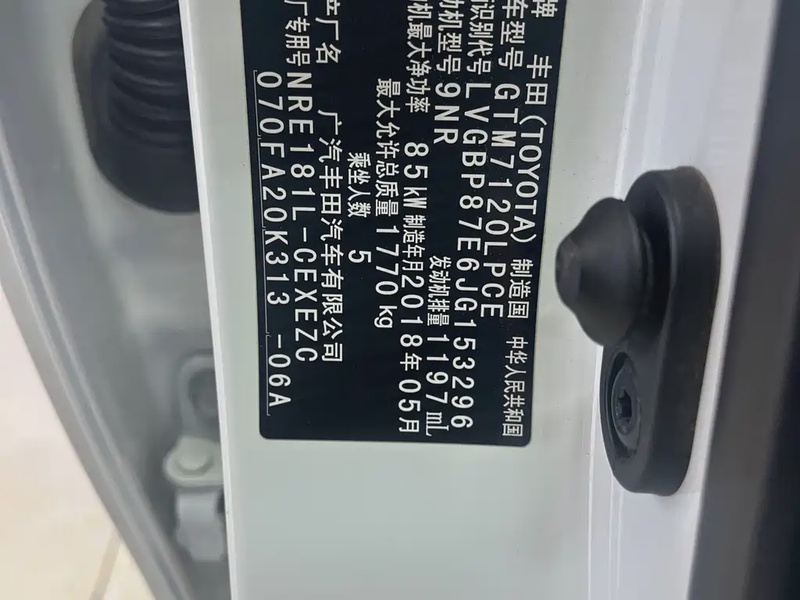 牌 丰田(TOYOTA) 制造国 中华人民共和国
车型号 GTM7120LPCE
识别代号 LVGBP87E6JG153296
动机型号 9NR 发动机排量 1197mL
机最大净功率 85kW 制造年月 2018年05月
最大允许总质量 1770kg
乘坐人数 5
产厂名 广汽丰田汽车有限公司
厂专用号 NRE181L-CEXEZC
070FA20K313 -06A